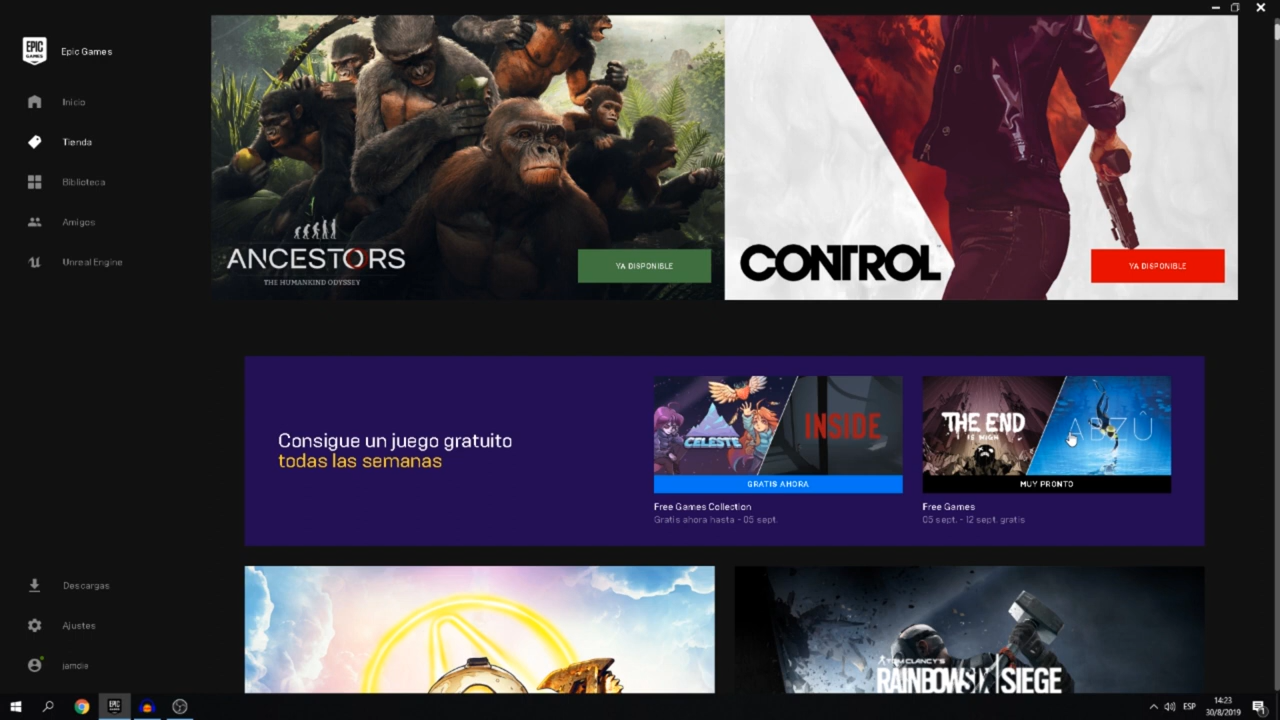 EPIC GAMES
Epic Games
Inicio
Tienda
Biblioteca
Amigos
Unreal Engine
ANCESTORS
THE HUMANKIND ODYSSEY
YA DISPONIBLE
CONTROL
YA DISPONIBLE
Consigue un juego gratuito
todas las semanas
CELESTE
INSIDE
GRATIS AHORA
Free Games Collection
Gratis ahora hasta - 05 sept.
THE END
IS NIGH
ABZÛ
MUY PRONTO
Free Games
05 sept. - 12 sept. gratis
TOM CLANCY'S
RAINBOW SIX SIEGE
Descargas
Ajustes
jamdie
EPIC
ESP
14:23
30/8/2019
1